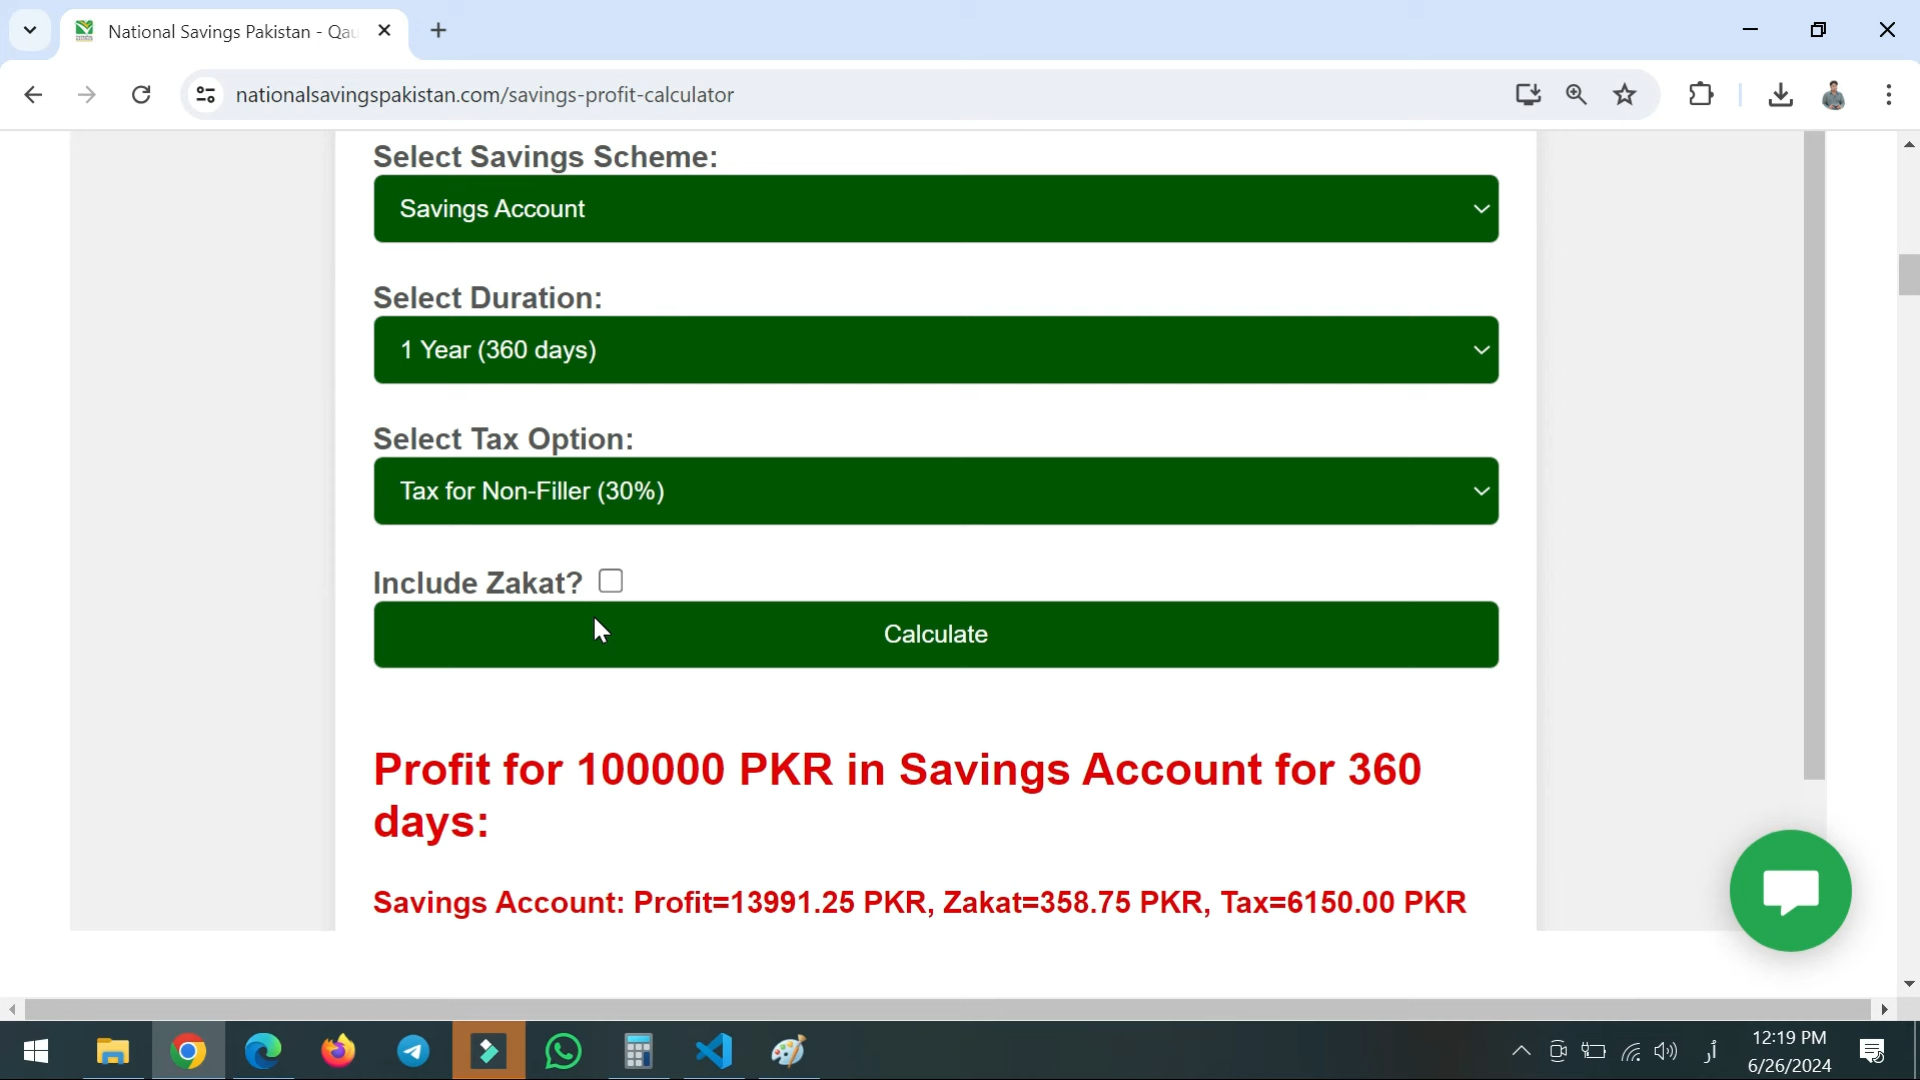 National Savings Pakistan - Qau
nationalsavingspakistan.com/savings-profit-calculator
Select Savings Scheme:
Savings Account
Select Duration:
1 Year (360 days)
Select Tax Option:
Tax for Non-Filler (30%)
Include Zakat?
Calculate
Profit for 100000 PKR in Savings Account for 360
days:
Savings Account: Profit=13991.25 PKR, Zakat=358.75 PKR, Tax=6150.00 PKR
12:19 PM
6/26/2024